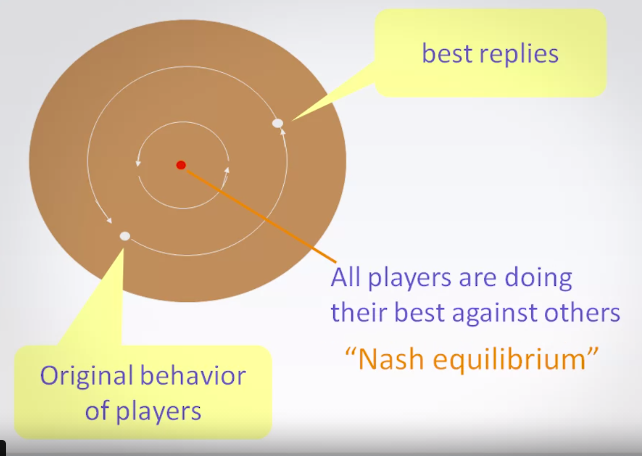 best replies
All players are doing
their best against others
“Nash equilibrium”
Original behavior
of players